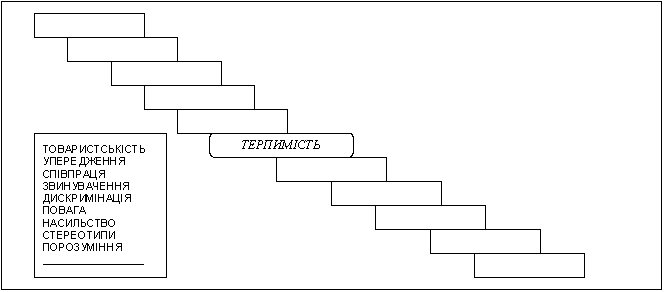 ТЕРПИМІСТЬ
ТОВАРИСТСЬКІСТЬ
УПЕРЕДЖЕННЯ
СПІВПРАЦЯ
ЗВИНУВАЧЕННЯ
ДИСКРИМІНАЦІЯ
ПОВАГА
НАСИЛЬСТВО
СТЕРЕОТИПИ
ПОРОЗУМІННЯ